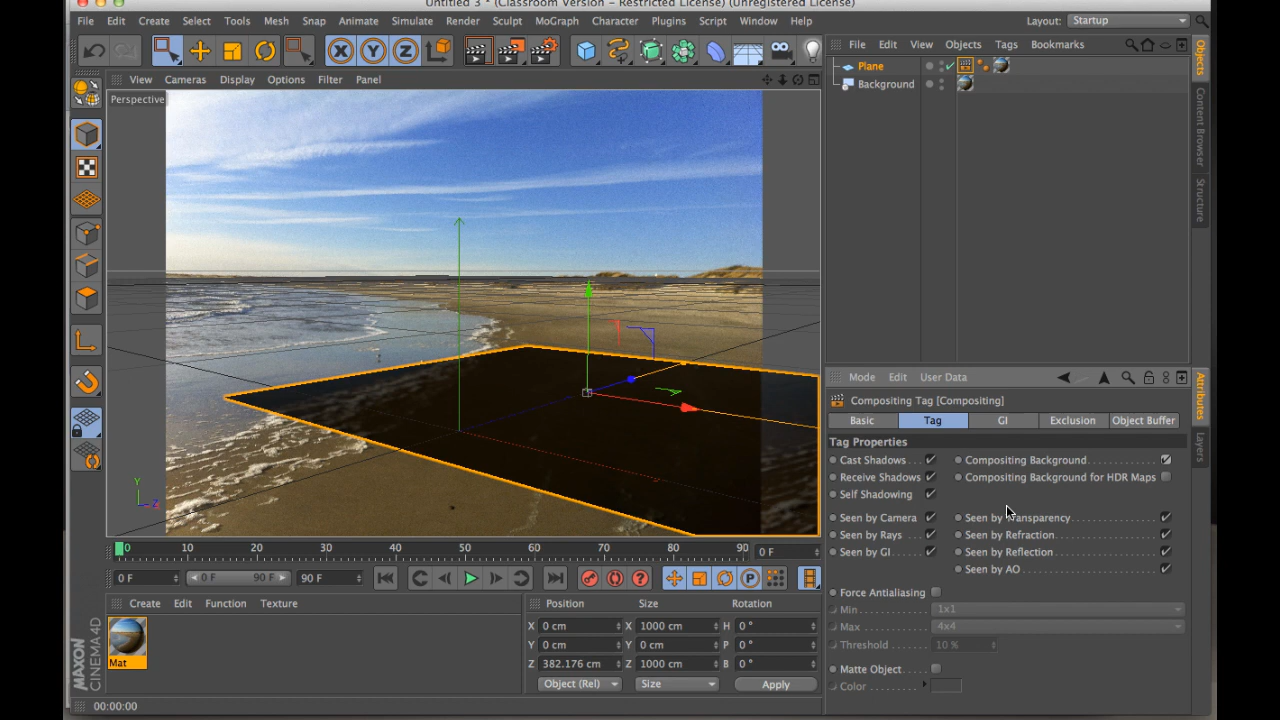 Untitled 3 * (Classroom Version - Restricted License) (Unregistered License)
File Edit Create Select Tools Mesh Snap Animate Simulate Render Sculpt MoGraph Character Plugins Script Window Help Layout: Startup
X Y Z
View Cameras Display Options Filter Panel
File Edit View Objects Tags Bookmarks
Perspective
Plane
Background
Objects
Content Browser
Structure
Mode Edit User Data
Compositing Tag [Compositing]
Basic Tag GI Exclusion Object Buffer
Attributes
Layers
Tag Properties
Cast Shadows Compositing Background
Receive Shadows Compositing Background for HDR Maps
Self Shadowing
Seen by Camera Seen by Transparency
Seen by Rays Seen by Refraction
Seen by GI Seen by Reflection
Seen by AO
Force Antialiasing
Min 1x1
Max 4x4
Threshold 10 %
Matte Object
Color
Y
Z
0 10 20 30 40 50 60 70 80 90 0 F
0 F 0 F 90 F 90 F
P
Create Edit Function Texture
Mat
Position Size Rotation
X 0 cm X 1000 cm H 0 °
Y 0 cm Y 0 cm P 0 °
Z 382.176 cm Z 1000 cm B 0 °
Object (Rel) Size Apply
MAXON
CINEMA4D
00:00:00